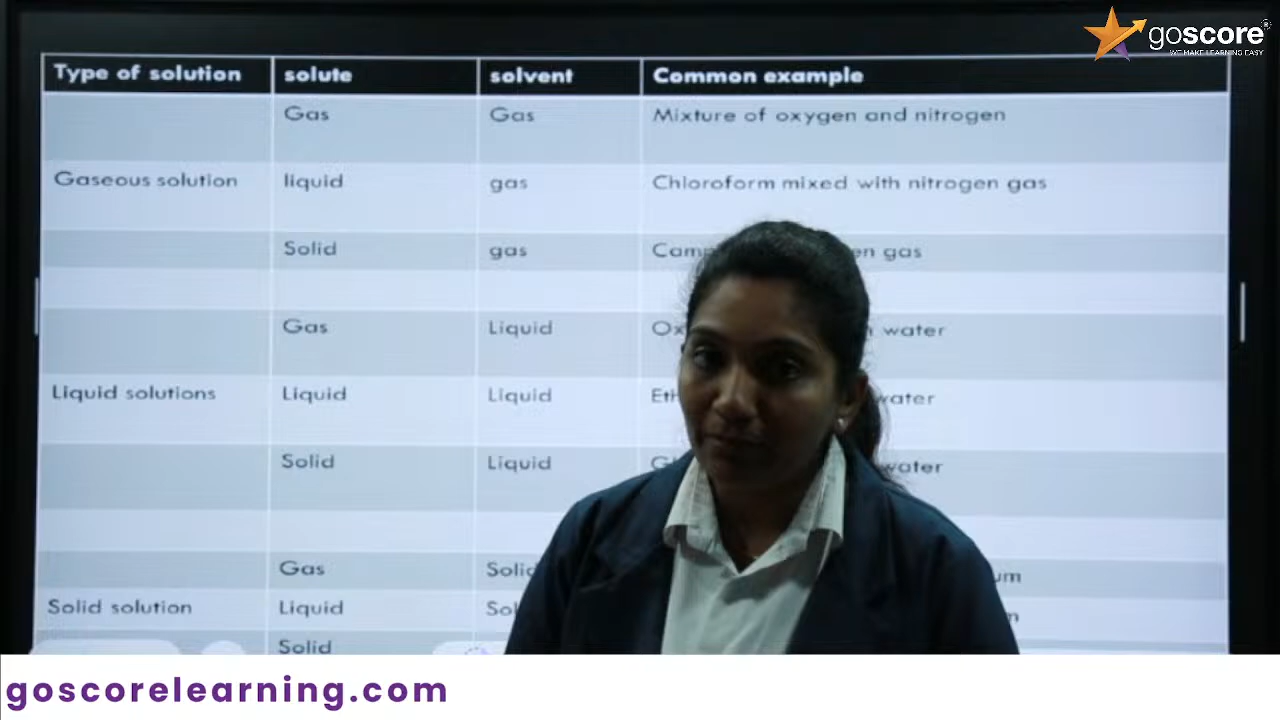 goscore
WE MAKE LEARNING EASY
Type of solution solute solvent Common example
Gas Gas Mixture of oxygen and nitrogen
Gaseous solution liquid gas Chloroform mixed with nitrogen gas
Solid gas gas
Gas Liquid water
Liquid solutions Liquid Liquid water
Solid Liquid water
Gas
Solid solution Liquid
Solid
goscorelearning.com